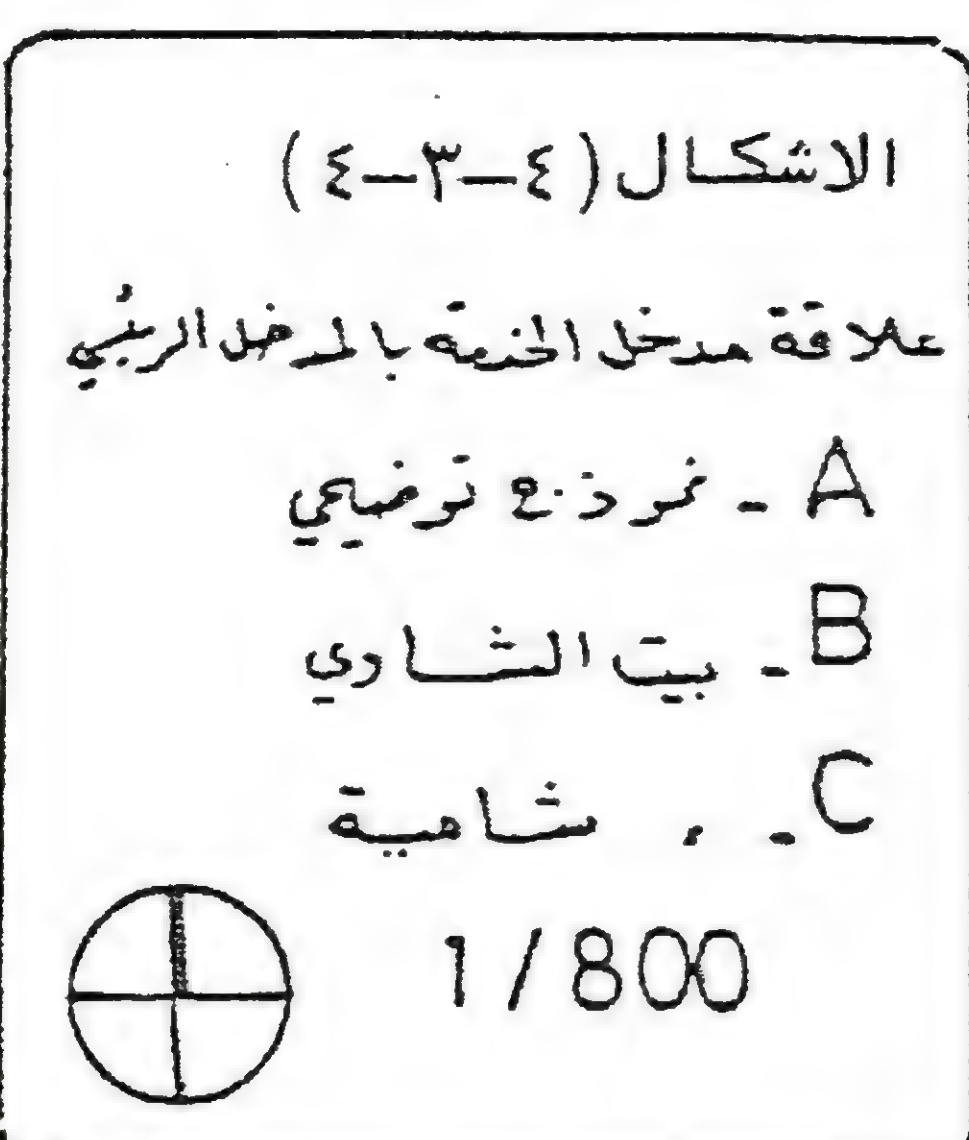 الاشكال (٤-٣-٤)
علاقة مدخل الخدمة بالمدخل الرئيسي
A - نموذج توضيحي
B - بيت الشاوي
C - ، شامية
1/800